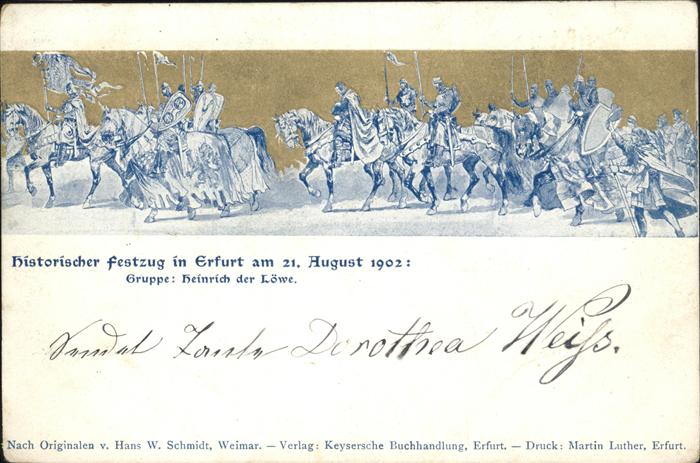 Historischer Festzug in Erfurt am 21. August 1902:
Gruppe: Heinrich der Löwe.
Sendet Tante Dorothea Weiss.
Nach Originalen v. Hans W. Schmidt, Weimar. — Verlag: Keysersche Buchhandlung, Erfurt. — Druck: Martin Luther, Erfurt.